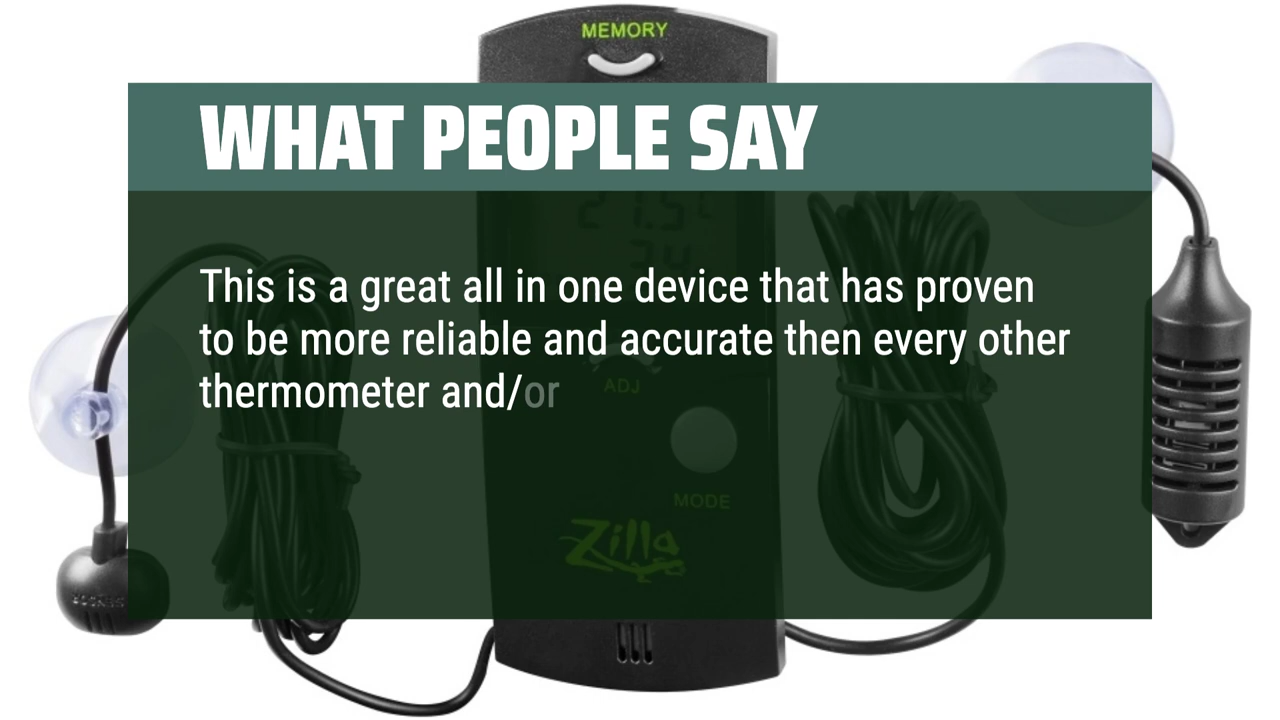 MEMORY
WHAT PEOPLE SAY
This is a great all in one device that has proven
to be more reliable and accurate then every other
thermometer and/or
ADJ
MODE
Zilla